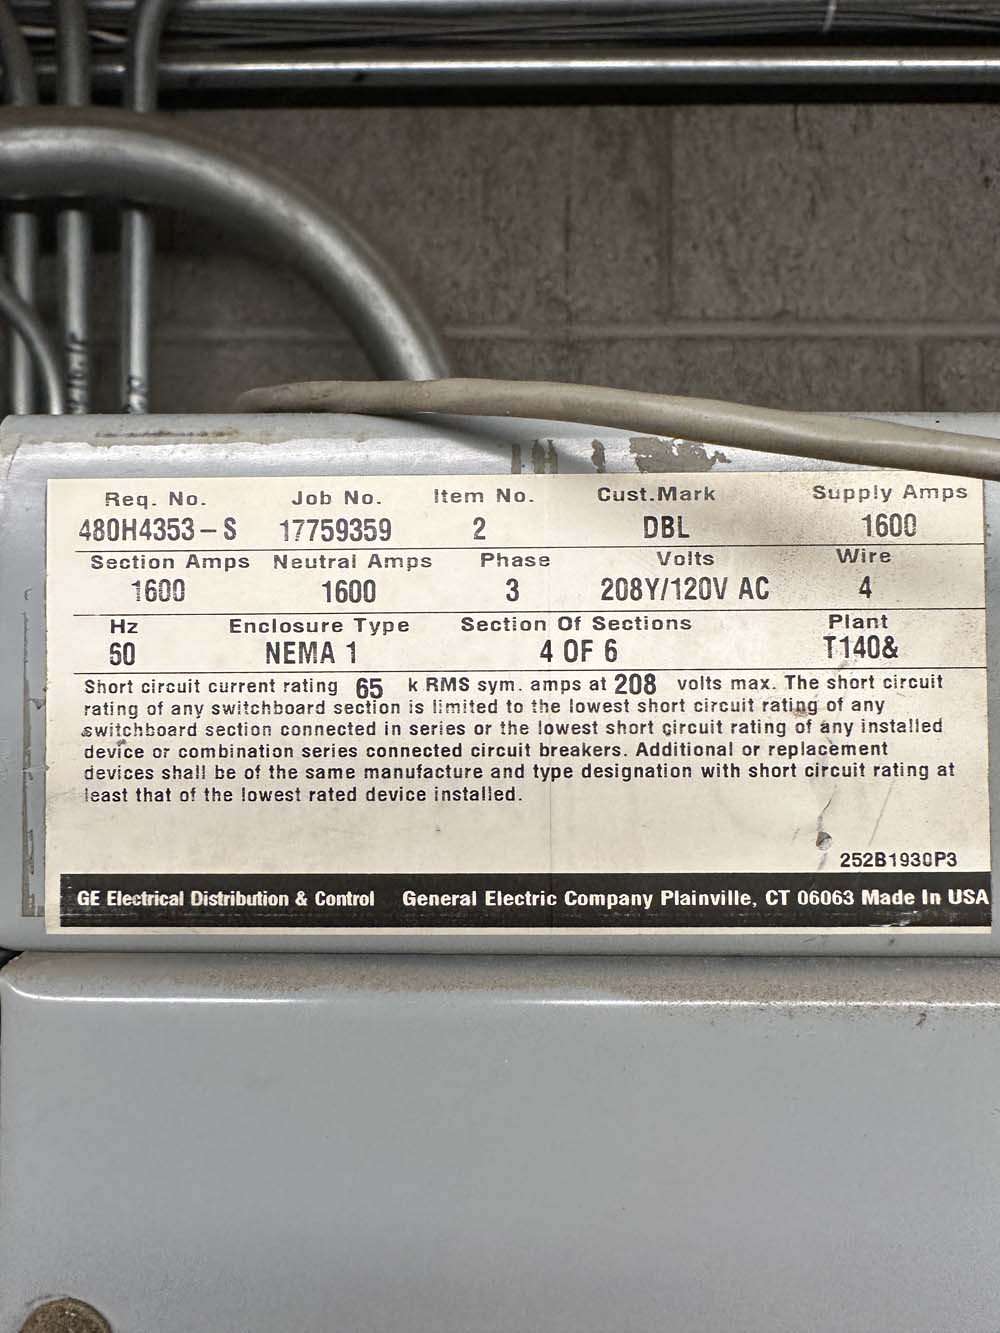 Req. No. Job No. Item No. Cust.Mark Supply Amps
480H4353-S 17759359 2 DBL 1600
Section Amps Neutral Amps Phase Volts Wire
1600 1600 3 208Y/120V AC 4
Hz Enclosure Type Section Of Sections Plant
60 NEMA 1 4 OF 6 T140&
Short circuit current rating 65 k RMS sym. amps at 208 volts max. The short circuit
rating of any switchboard section is limited to the lowest short circuit rating of any
switchboard section connected in series or the lowest short circuit rating of any installed
device or combination series connected circuit breakers. Additional or replacement
devices shall be of the same manufacture and type designation with short circuit rating at
least that of the lowest rated device installed.
252B1930P3
GE Electrical Distribution & Control General Electric Company Plainville, CT 06063 Made In USA